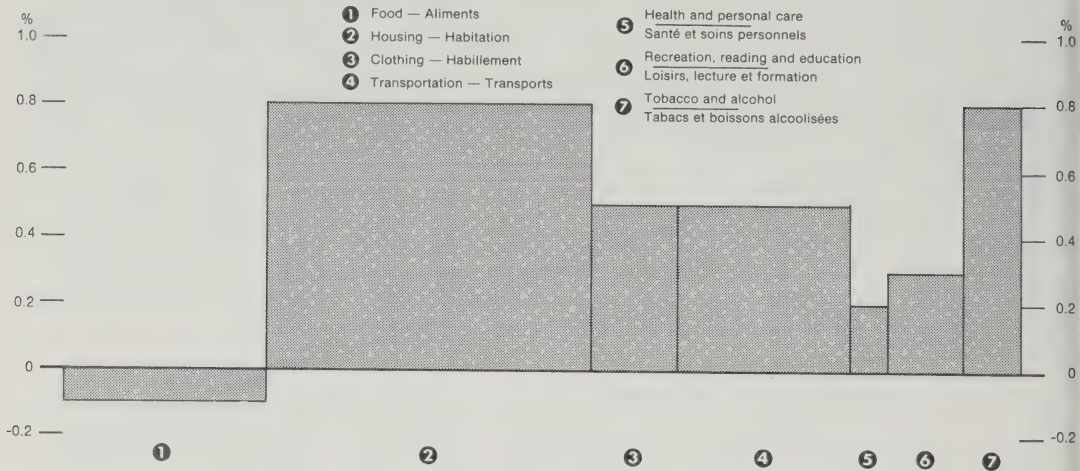 %
1.0
0.8
0.6
0.4
0.2
0
-0.2
❶ Food — Aliments
❷ Housing — Habitation
❸ Clothing — Habillement
❹ Transportation — Transports
❺ Health and personal care
Santé et soins personnels
❻ Recreation, reading and education
Loisirs, lecture et formation
❼ Tobacco and alcohol
Tabacs et boissons alcoolisées
%
1.0
0.8
0.6
0.4
0.2
0
-0.2
❶ ❷ ❸ ❹ ❺ ❻ ❼